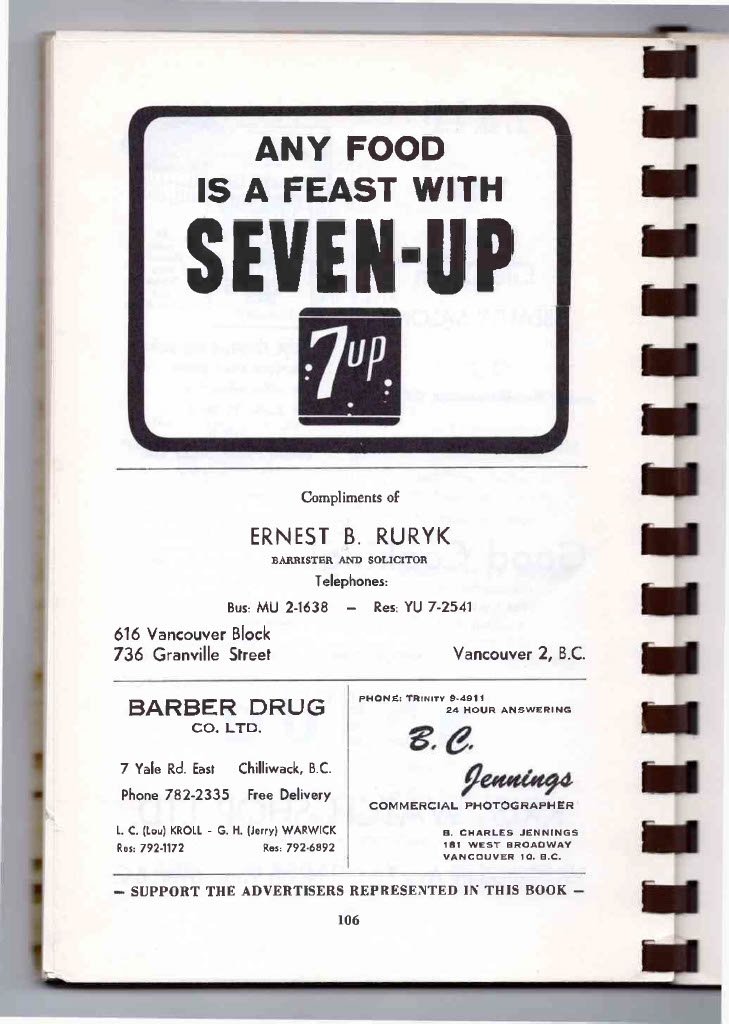 ANY FOOD
IS A FEAST WITH
SEVEN-UP
7up
Compliments of
ERNEST B. RURYK
BARRISTER AND SOLICITOR
Telephones:
Bus: MU 2-1638 — Res: YU 7-2541
616 Vancouver Block
736 Granville Street Vancouver 2, B.C.
BARBER DRUG
CO. LTD.
7 Yale Rd. East Chilliwack, B.C.
Phone 782-2335 Free Delivery
L. C. (Lou) KROLL - G. H. (Jerry) WARWICK
Res: 792-1172 Res: 792-6892
PHONE: TRINITY 9-4911
24 HOUR ANSWERING
B. C.
Jennings
COMMERCIAL PHOTOGRAPHER
B. CHARLES JENNINGS
181 WEST BROADWAY
VANCOUVER 10, B.C.
— SUPPORT THE ADVERTISERS REPRESENTED IN THIS BOOK —
106